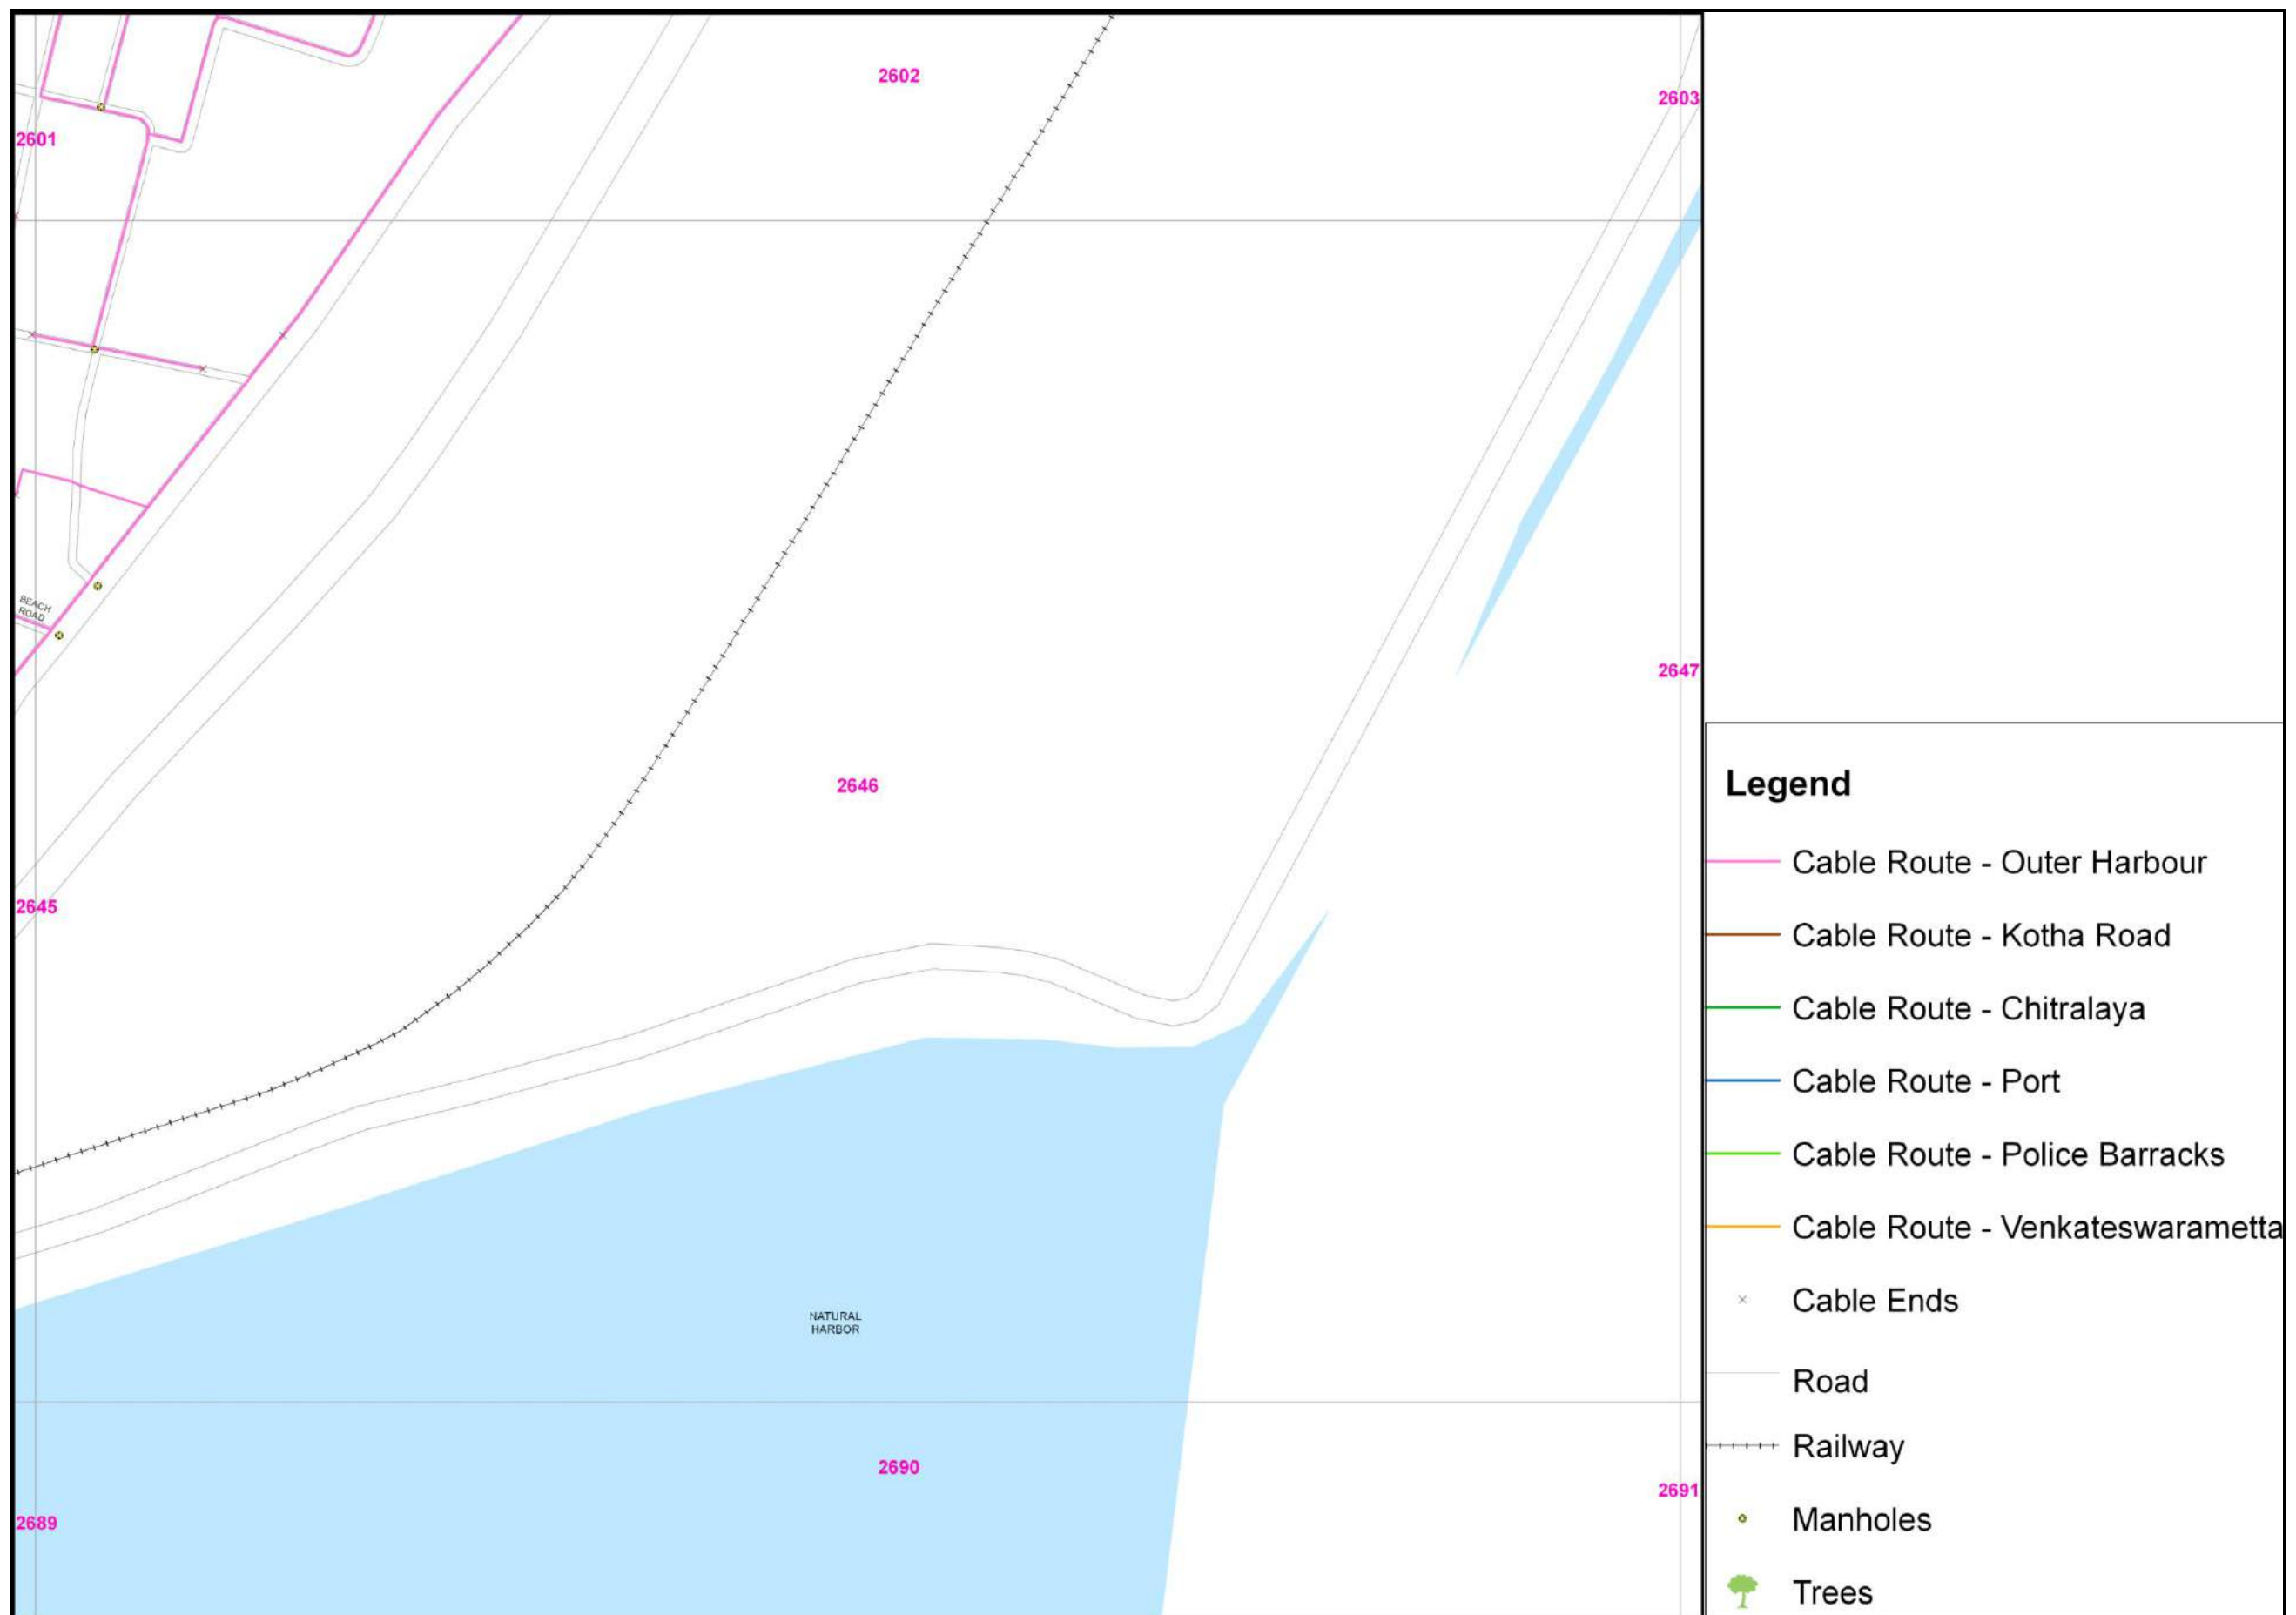 2602
2603
2601
BEACH
ROAD
2647
2646
2645
NATURAL
HARBOR
2690
2691
2689
Legend
Cable Route - Outer Harbour
Cable Route - Kotha Road
Cable Route - Chitralaya
Cable Route - Port
Cable Route - Police Barracks
Cable Route - Venkateswarametta
Cable Ends
Road
Railway
Manholes
Trees